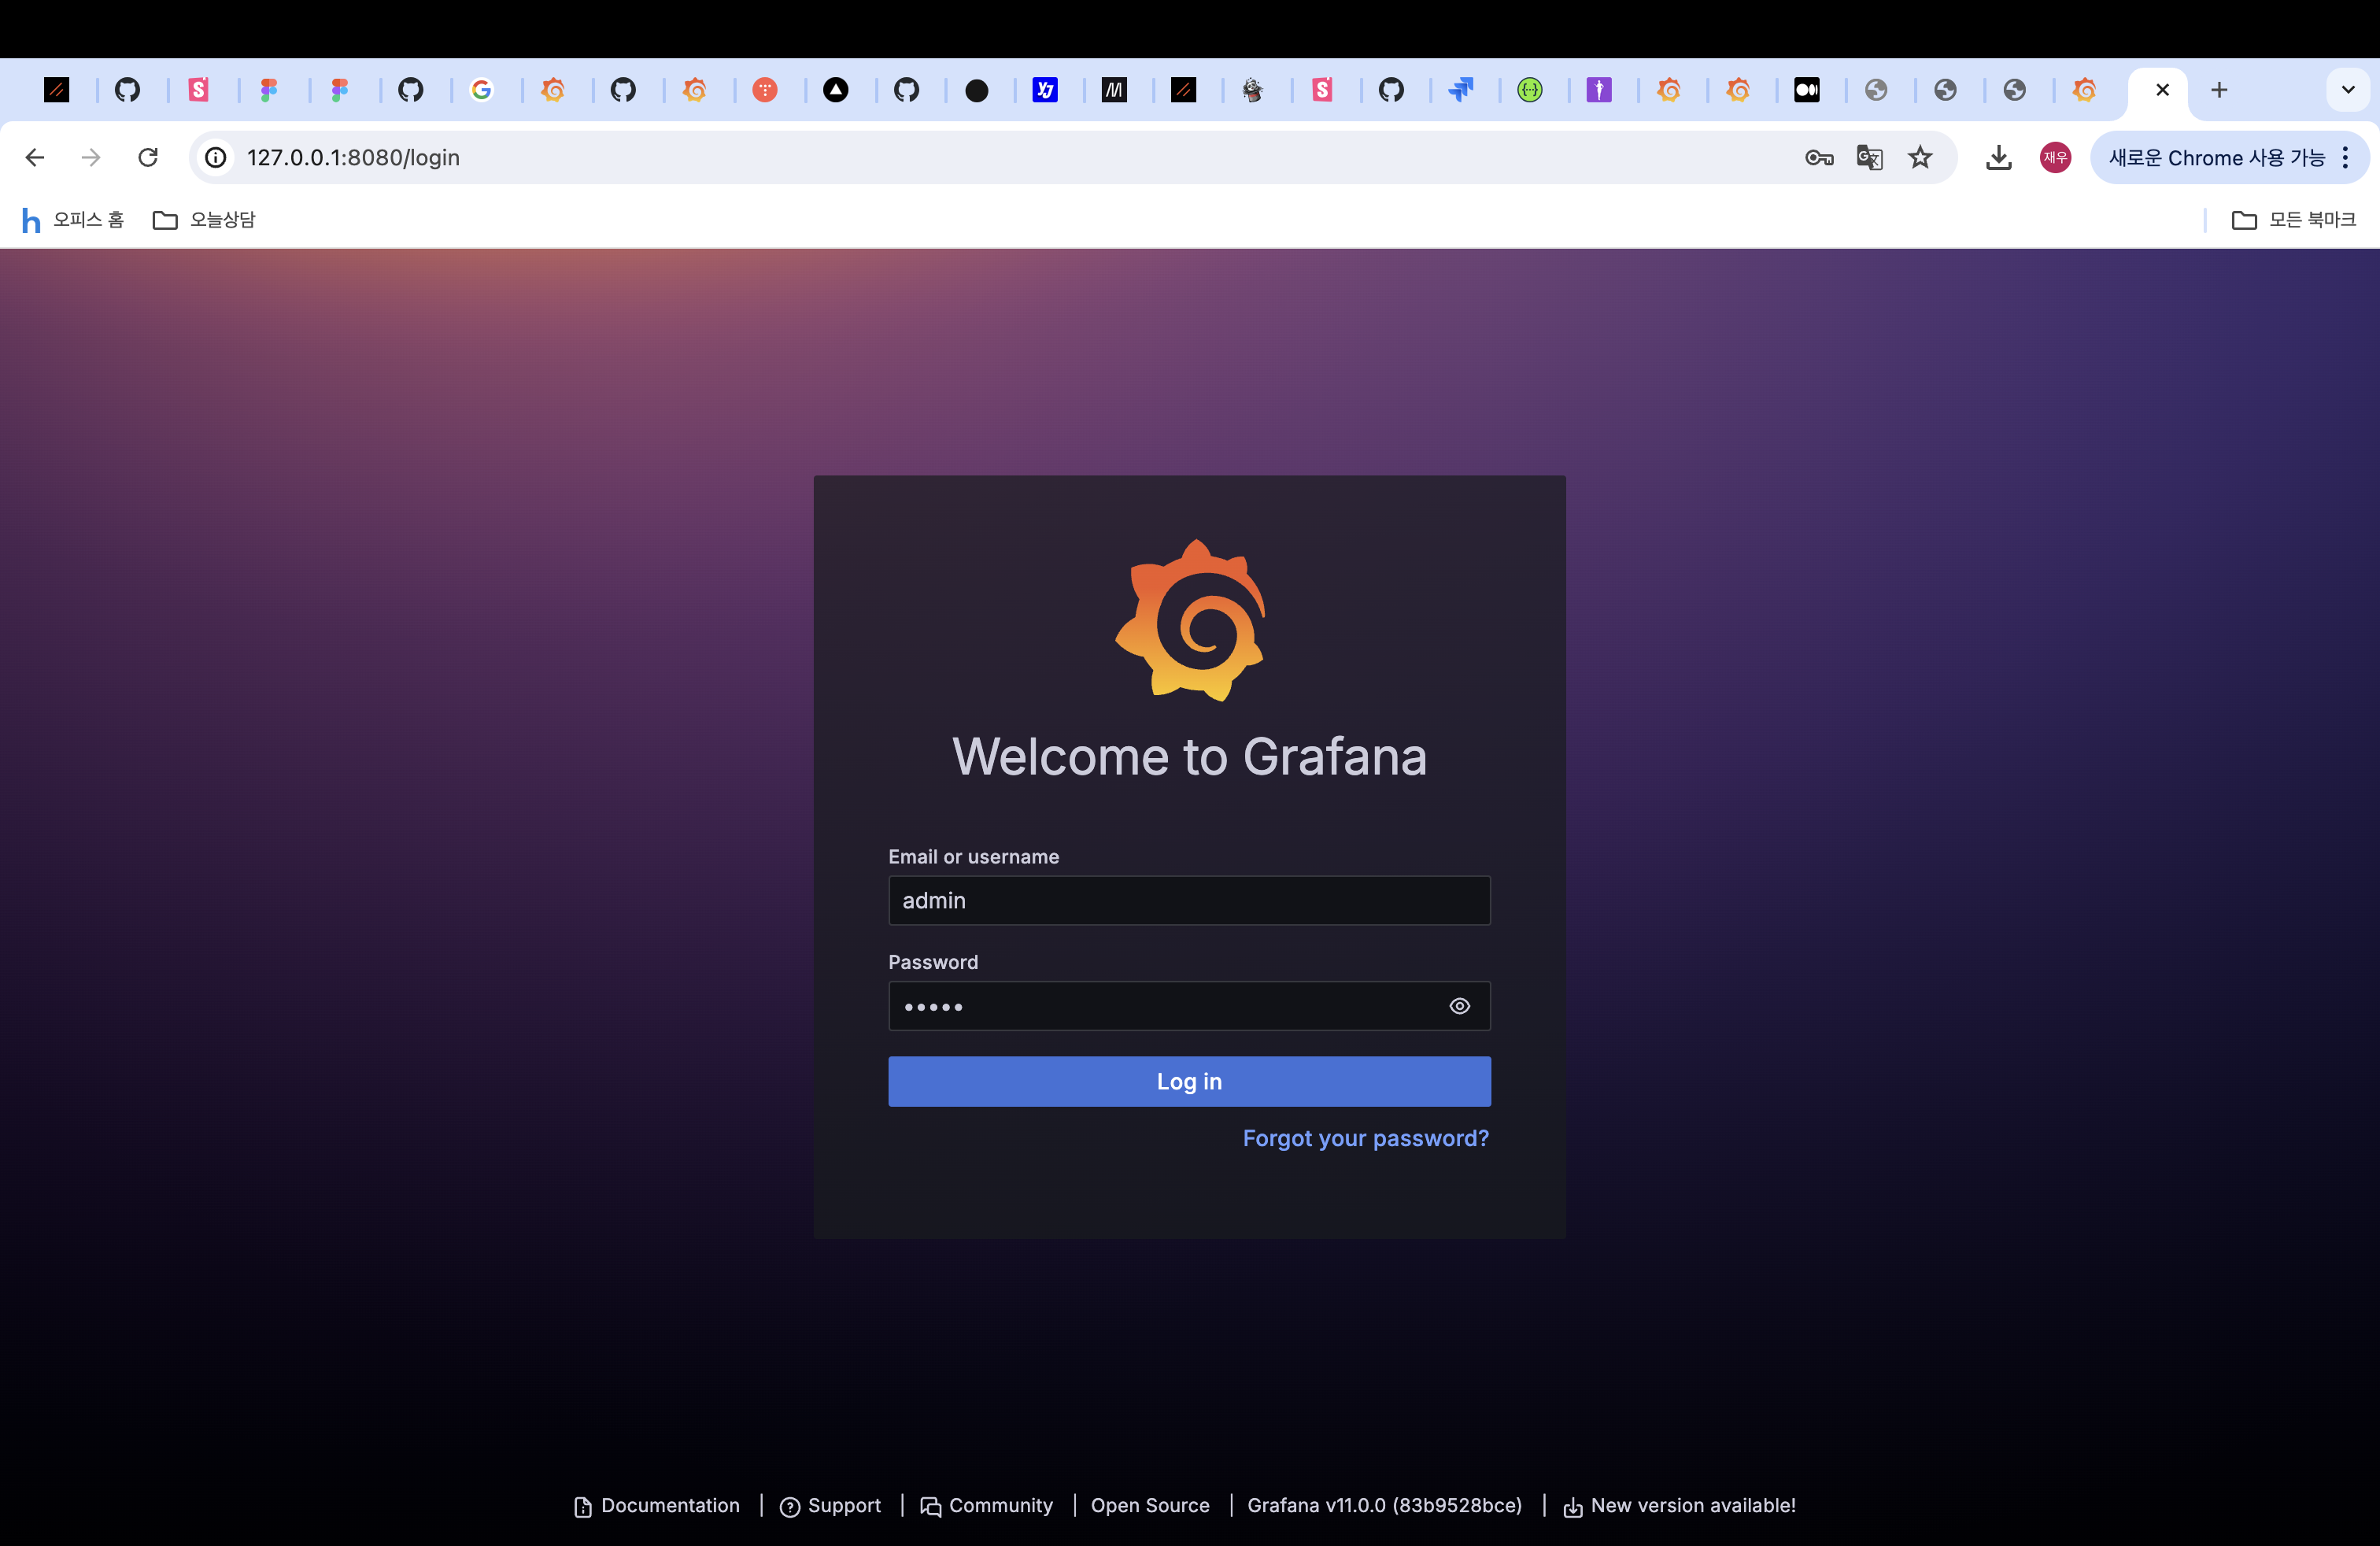 127.0.0.1:8080/login
재우
새로운 Chrome 사용 가능
오피스 홈
오늘상담
모든 북마크
Welcome to Grafana
Email or username
admin
Password
Log in
Forgot your password?
Documentation | Support | Community | Open Source | Grafana v11.0.0 (83b9528bce) | New version available!